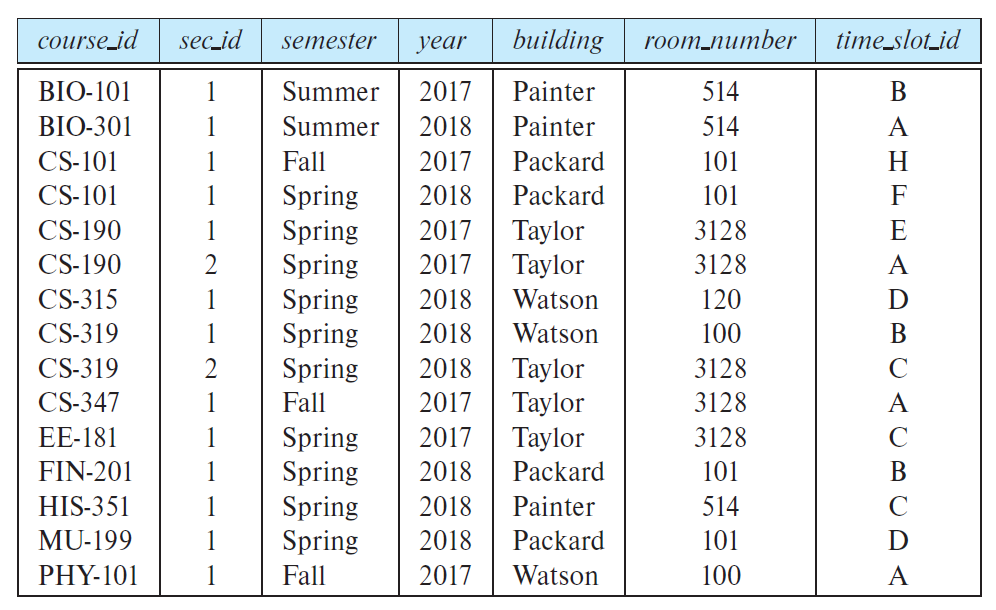 course_id sec_id semester year building room_number time_slot_id
BIO-101 1 Summer 2017 Painter 514 B
BIO-301 1 Summer 2018 Painter 514 A
CS-101 1 Fall 2017 Packard 101 H
CS-101 1 Spring 2018 Packard 101 F
CS-190 1 Spring 2017 Taylor 3128 E
CS-190 2 Spring 2017 Taylor 3128 A
CS-315 1 Spring 2018 Watson 120 D
CS-319 1 Spring 2018 Watson 100 B
CS-319 2 Spring 2018 Taylor 3128 C
CS-347 1 Fall 2017 Taylor 3128 A
EE-181 1 Spring 2017 Taylor 3128 C
FIN-201 1 Spring 2018 Packard 101 B
HIS-351 1 Spring 2018 Painter 514 C
MU-199 1 Spring 2018 Packard 101 D
PHY-101 1 Fall 2017 Watson 100 A